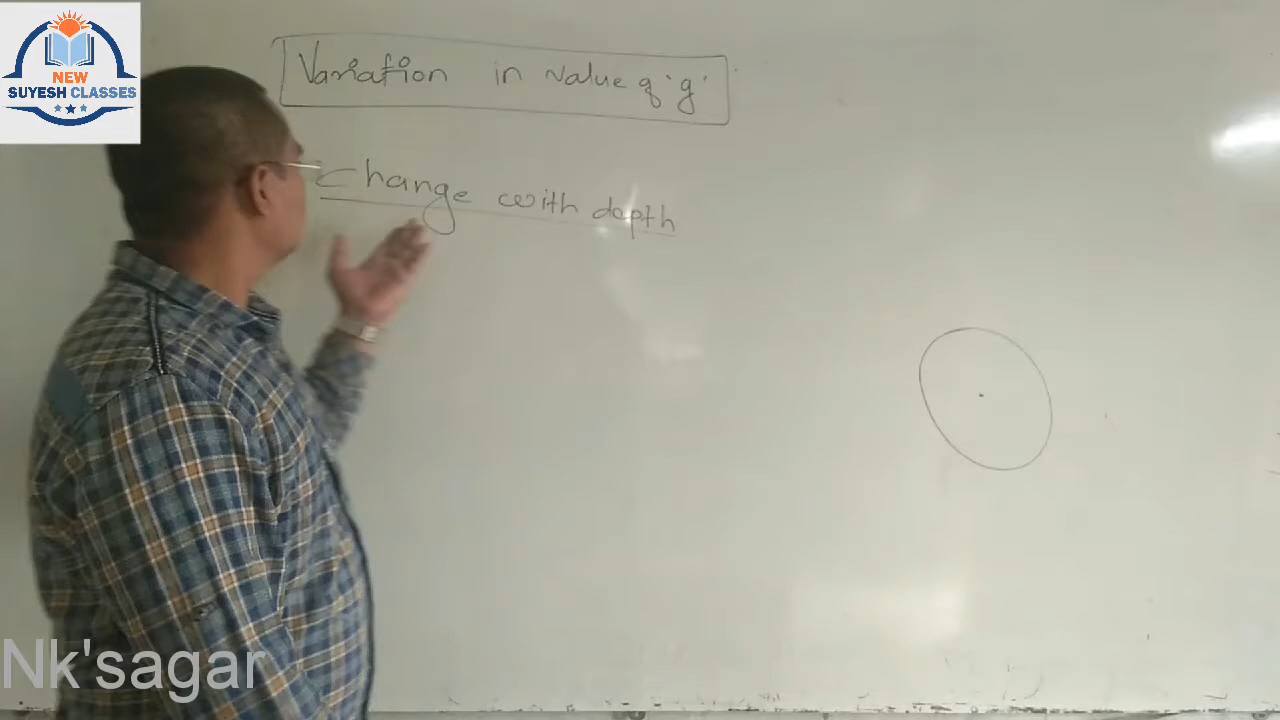 NEW
SUYESH CLASSES
Variation in value of 'g'
Change with depth
Nk'sagar